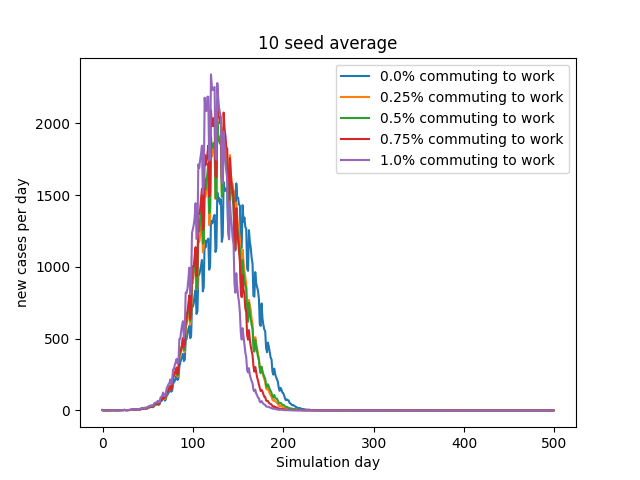 10 seed average
0.0% commuting to work
0.25% commuting to work
0.5% commuting to work
0.75% commuting to work
1.0% commuting to work
new cases per day
2000
1500
1000
500
0
0
100
200
300
400
500
Simulation day